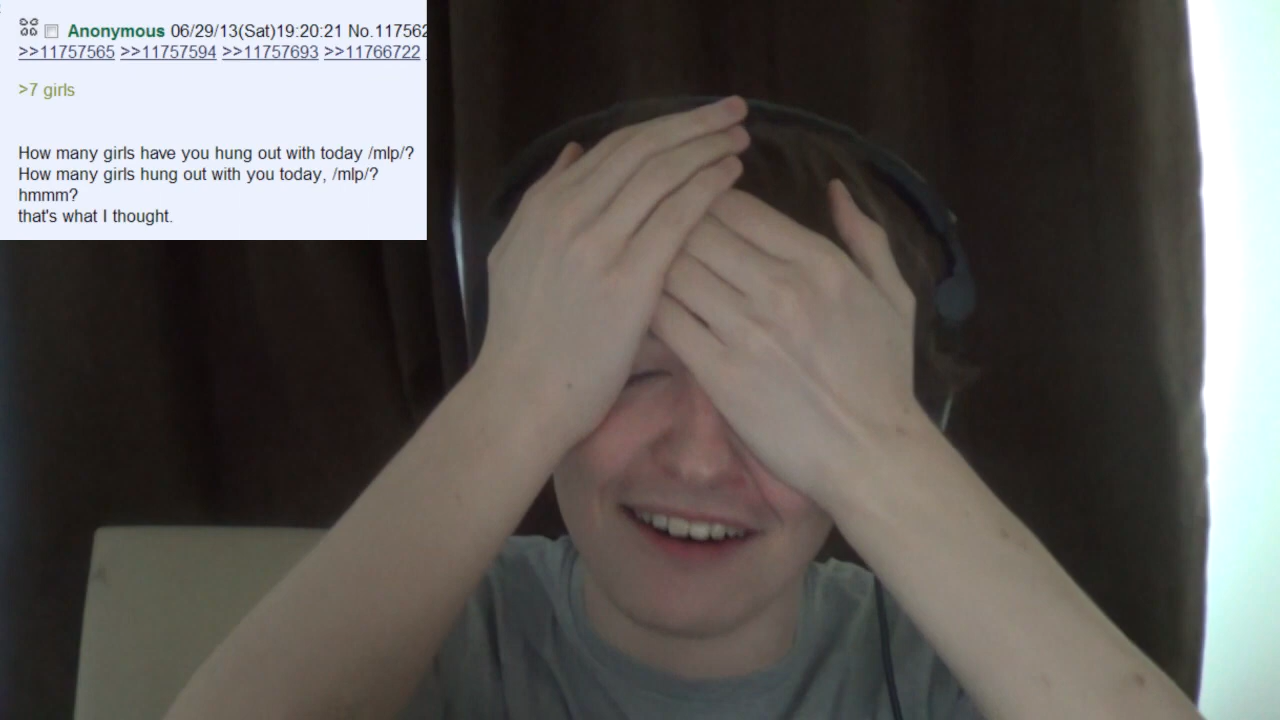 Anonymous 06/29/13(Sat)19:20:21 No.117562
>>11757565 >>11757594 >>11757693 >>11766722
>7 girls
How many girls have you hung out with today /mlp/?
How many girls hung out with you today, /mlp/?
hmmm?
that's what I thought.